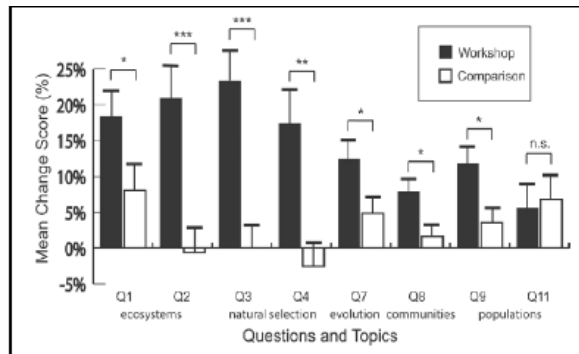 * *** *** ** * * * n.s.
Workshop
Comparison
Mean Change Score (%)
25%
20%
15%
10%
5%
0%
-5%
Q1 Q2 Q3 Q4 Q7 Q8 Q9 Q11
ecosystems natural selection evolution communities populations
Questions and Topics